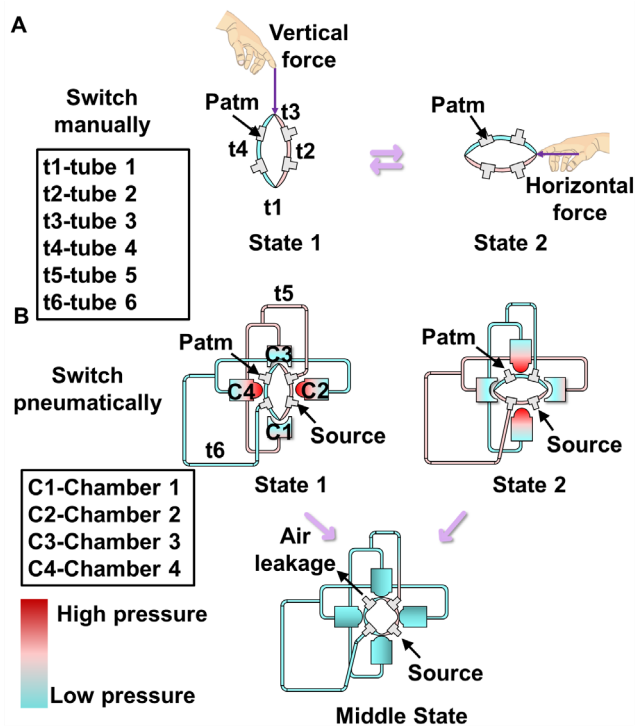 A
Vertical
force
Switch
manually
Patm
t3
t4
t2
t1
State 1
Patm
Horizontal
force
State 2
t1-tube 1
t2-tube 2
t3-tube 3
t4-tube 4
t5-tube 5
t6-tube 6
B
Switch
pneumatically
t5
Patm
C3
C4
C2
C1
Source
t6
State 1
Patm
Source
State 2
C1-Chamber 1
C2-Chamber 2
C3-Chamber 3
C4-Chamber 4
Air
leakage
Source
Middle State
High pressure
Low pressure